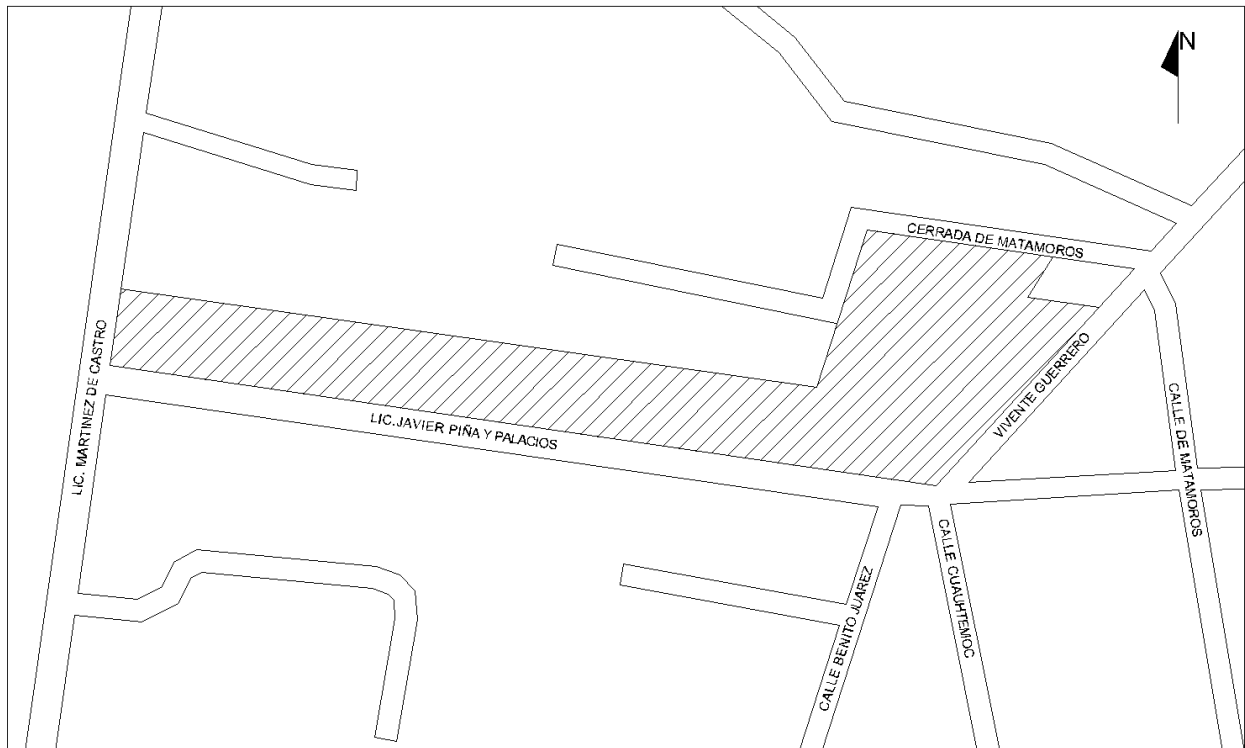 N
CERRADA DE MATAMOROS
LIC. MARTINEZ DE CASTRO
VIVENTE GUERRERO
LIC. JAVIER PIÑA Y PALACIOS
CALLE DE MATAMOROS
CALLE BENITO JUAREZ
CALLE CUAUHTEMOC